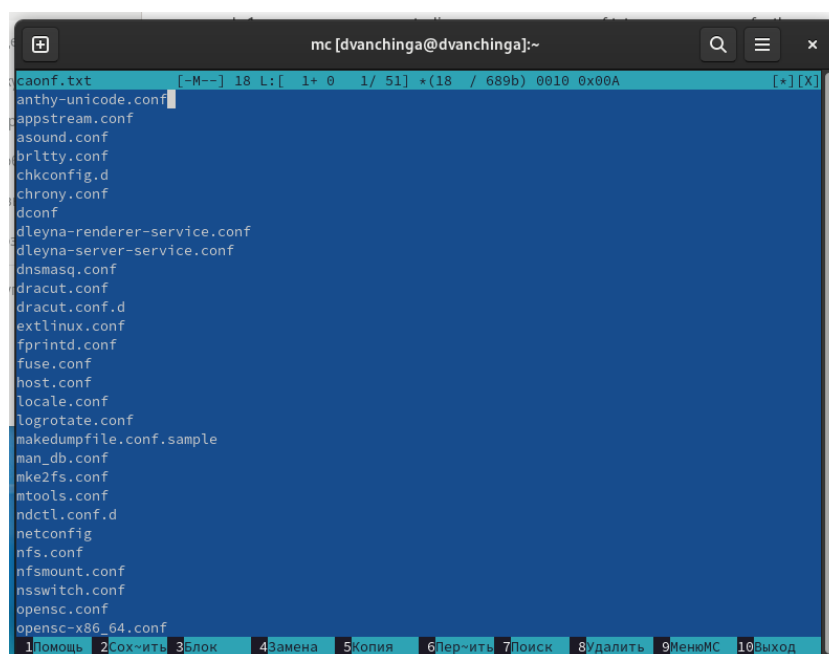 mc [dvanchinga@dvanchinga]:~
caonf.txt [-M--] 18 L:[ 1+ 0 1/ 51] *(18 / 689b) 0010 0x00A [*][X]
anthy-unicode.conf
appstream.conf
asound.conf
brltty.conf
chkconfig.d
chrony.conf
dconf
dleyna-renderer-service.conf
dleyna-server-service.conf
dnsmasq.conf
dracut.conf
dracut.conf.d
extlinux.conf
fprintd.conf
fuse.conf
host.conf
locale.conf
logrotate.conf
makedumpfile.conf.sample
man_db.conf
mke2fs.conf
mtools.conf
ndctl.conf.d
netconfig
nfs.conf
nfsmount.conf
nsswitch.conf
opensc.conf
opensc-x86_64.conf
1Помощь 2Сох~ить 3Блок 4Замена 5Копия 6Пер~ить 7Поиск 8Удалить 9МенюMC 10Выход